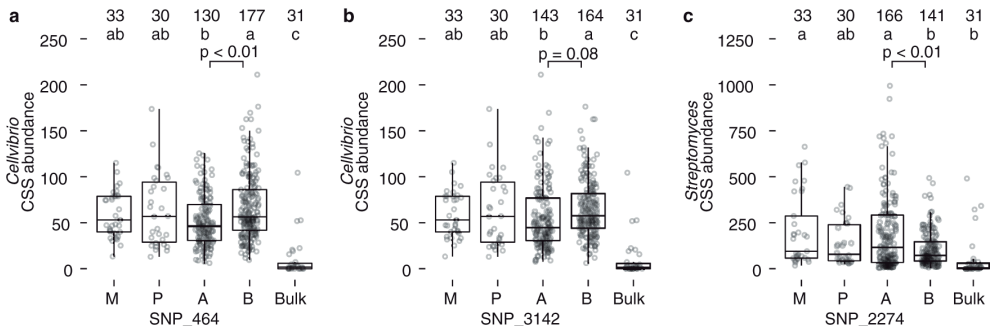 a
33 30 130 177 31
ab ab b a c
p < 0.01
250
200
150
100
50
0
Cellvibrio
CSS abundance
M P A B Bulk
SNP_464
b
33 30 143 164 31
ab ab b a c
p = 0.08
250
200
150
100
50
0
Cellvibrio
CSS abundance
M P A B Bulk
SNP_3142
c
33 30 166 141 31
a ab a b b
p < 0.01
1250
1000
750
500
250
0
Streptomyces
CSS abundance
M P A B Bulk
SNP_2274